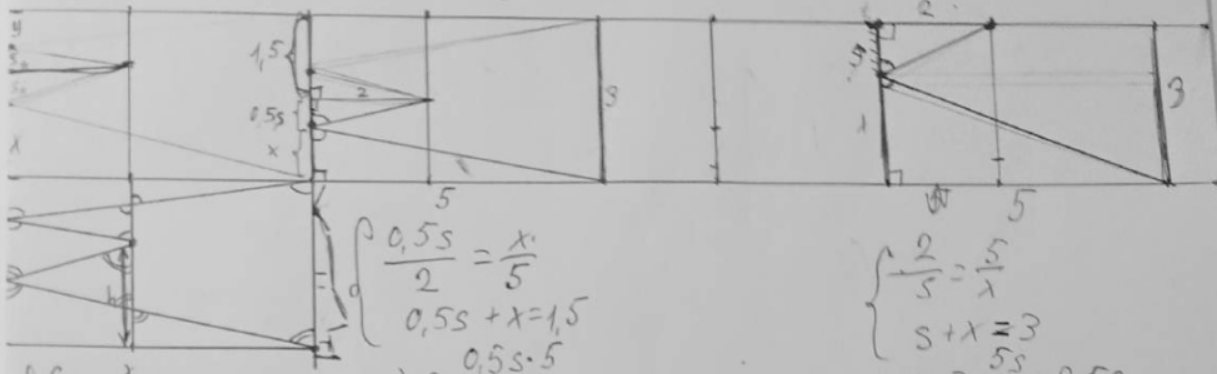 1,5
2
0,5s
x
3
5
2
s
x
3
5
x
h
0,5s/2 = x/5
0,5s + x = 1,5
0,5s·5
2/s = 5/x
s + x = 3
5s